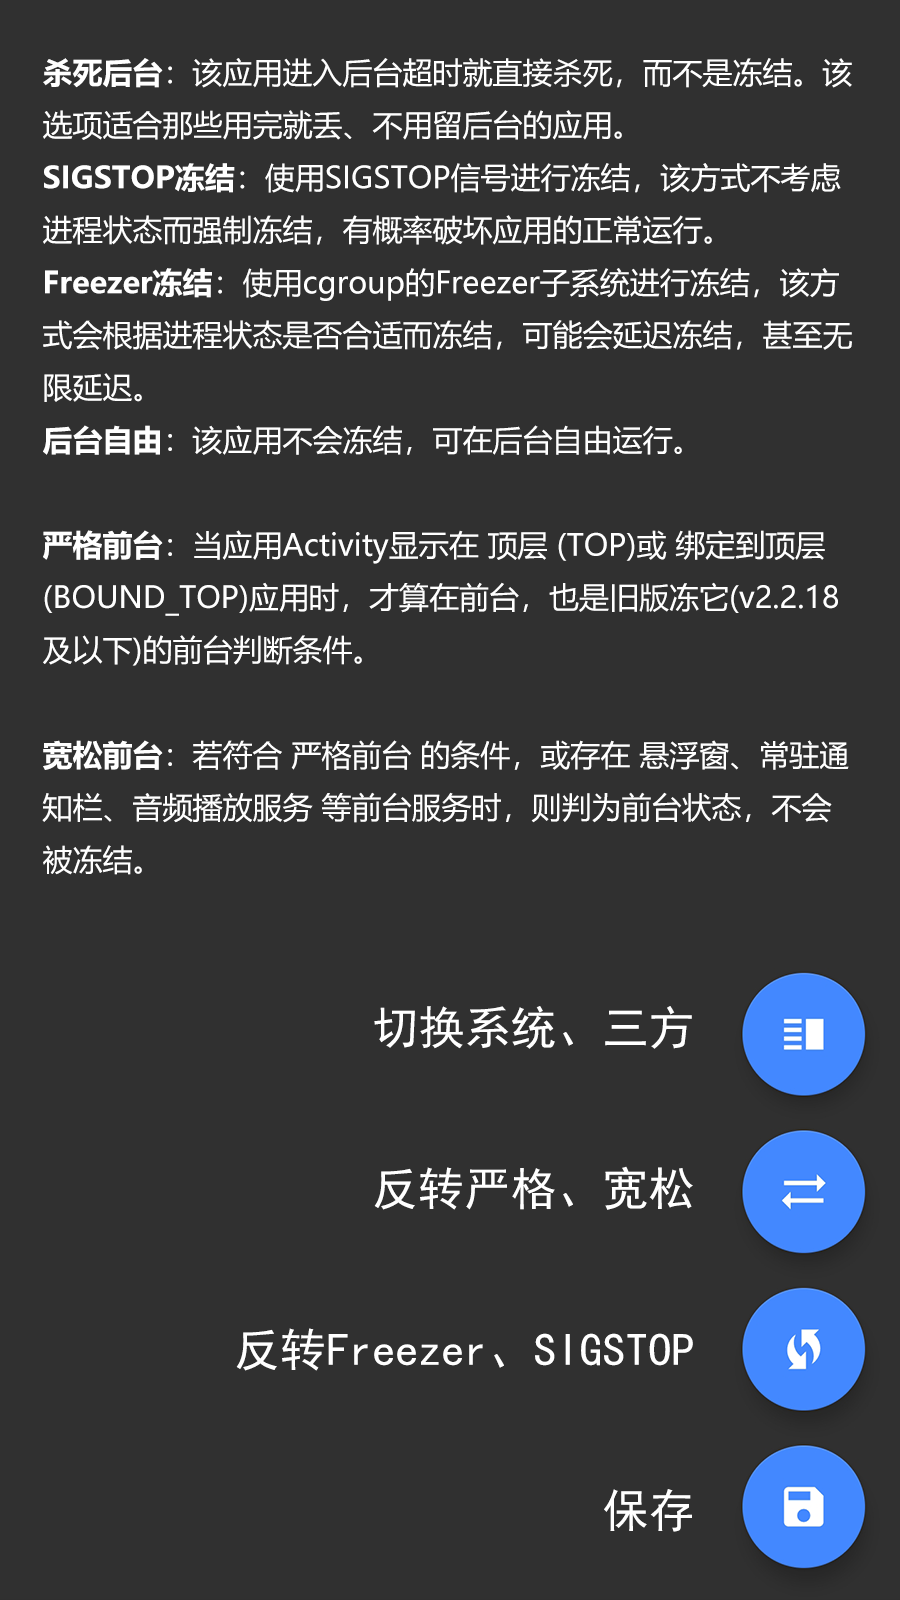 杀死后台：该应用进入后台超时就直接杀死，而不是冻结。该
选项适合那些用完就丢、不用留后台的应用。
SIGSTOP冻结：使用SIGSTOP信号进行冻结，该方式不考虑
进程状态而强制冻结，有概率破坏应用的正常运行。
Freezer冻结：使用cgroup的Freezer子系统进行冻结，该方
式会根据进程状态是否合适而冻结，可能会延迟冻结，甚至无
限延迟。
后台自由：该应用不会冻结，可在后台自由运行。
严格前台：当应用Activity显示在 顶层 (TOP)或 绑定到顶层
(BOUND_TOP)应用时，才算在前台，也是旧版冻它(v2.2.18
及以下)的前台判断条件。
宽松前台：若符合 严格前台 的条件，或存在 悬浮窗、常驻通
知栏、音频播放服务 等前台服务时，则判为前台状态，不会
被冻结。
切换系统、三方
反转严格、宽松
反转Freezer、SIGSTOP
保存